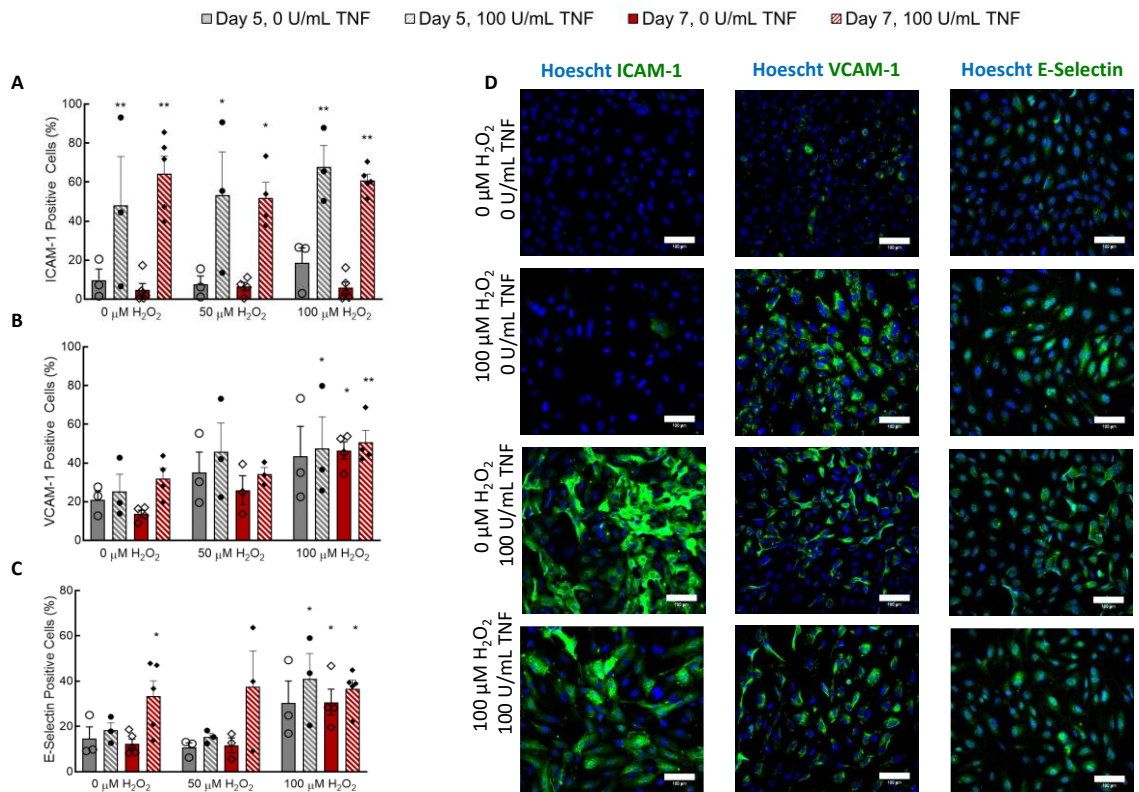 Day 5, 0 U/mL TNF Day 5, 100 U/mL TNF Day 7, 0 U/mL TNF Day 7, 100 U/mL TNF
A
ICAM-1 Positive Cells (%)
100
80
60
40
20
0
** ** * * ** **
0 μM H₂O₂ 50 μM H₂O₂ 100 μM H₂O₂
B
VCAM-1 Positive Cells (%)
100
80
60
40
20
0
* * **
0 μM H₂O₂ 50 μM H₂O₂ 100 μM H₂O₂
C
E-Selectin Positive Cells (%)
80
60
40
20
0
* * * *
0 μM H₂O₂ 50 μM H₂O₂ 100 μM H₂O₂
D
Hoescht ICAM-1 Hoescht VCAM-1 Hoescht E-Selectin
0 μM H₂O₂
0 U/mL TNF
100 μM H₂O₂
0 U/mL TNF
0 μM H₂O₂
100 U/mL TNF
100 μM H₂O₂
100 U/mL TNF